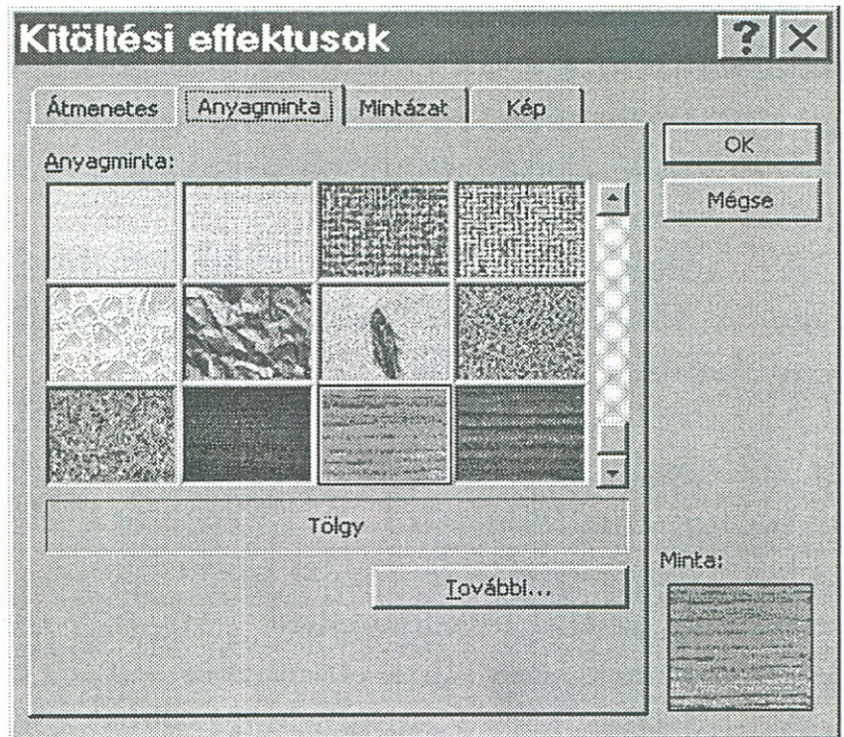 Kitöltési effektusok
Átmenetes Anyagminta Mintázat Kép
Anyagminta:
OK
Mégse
Tölgy
További...
Minta: